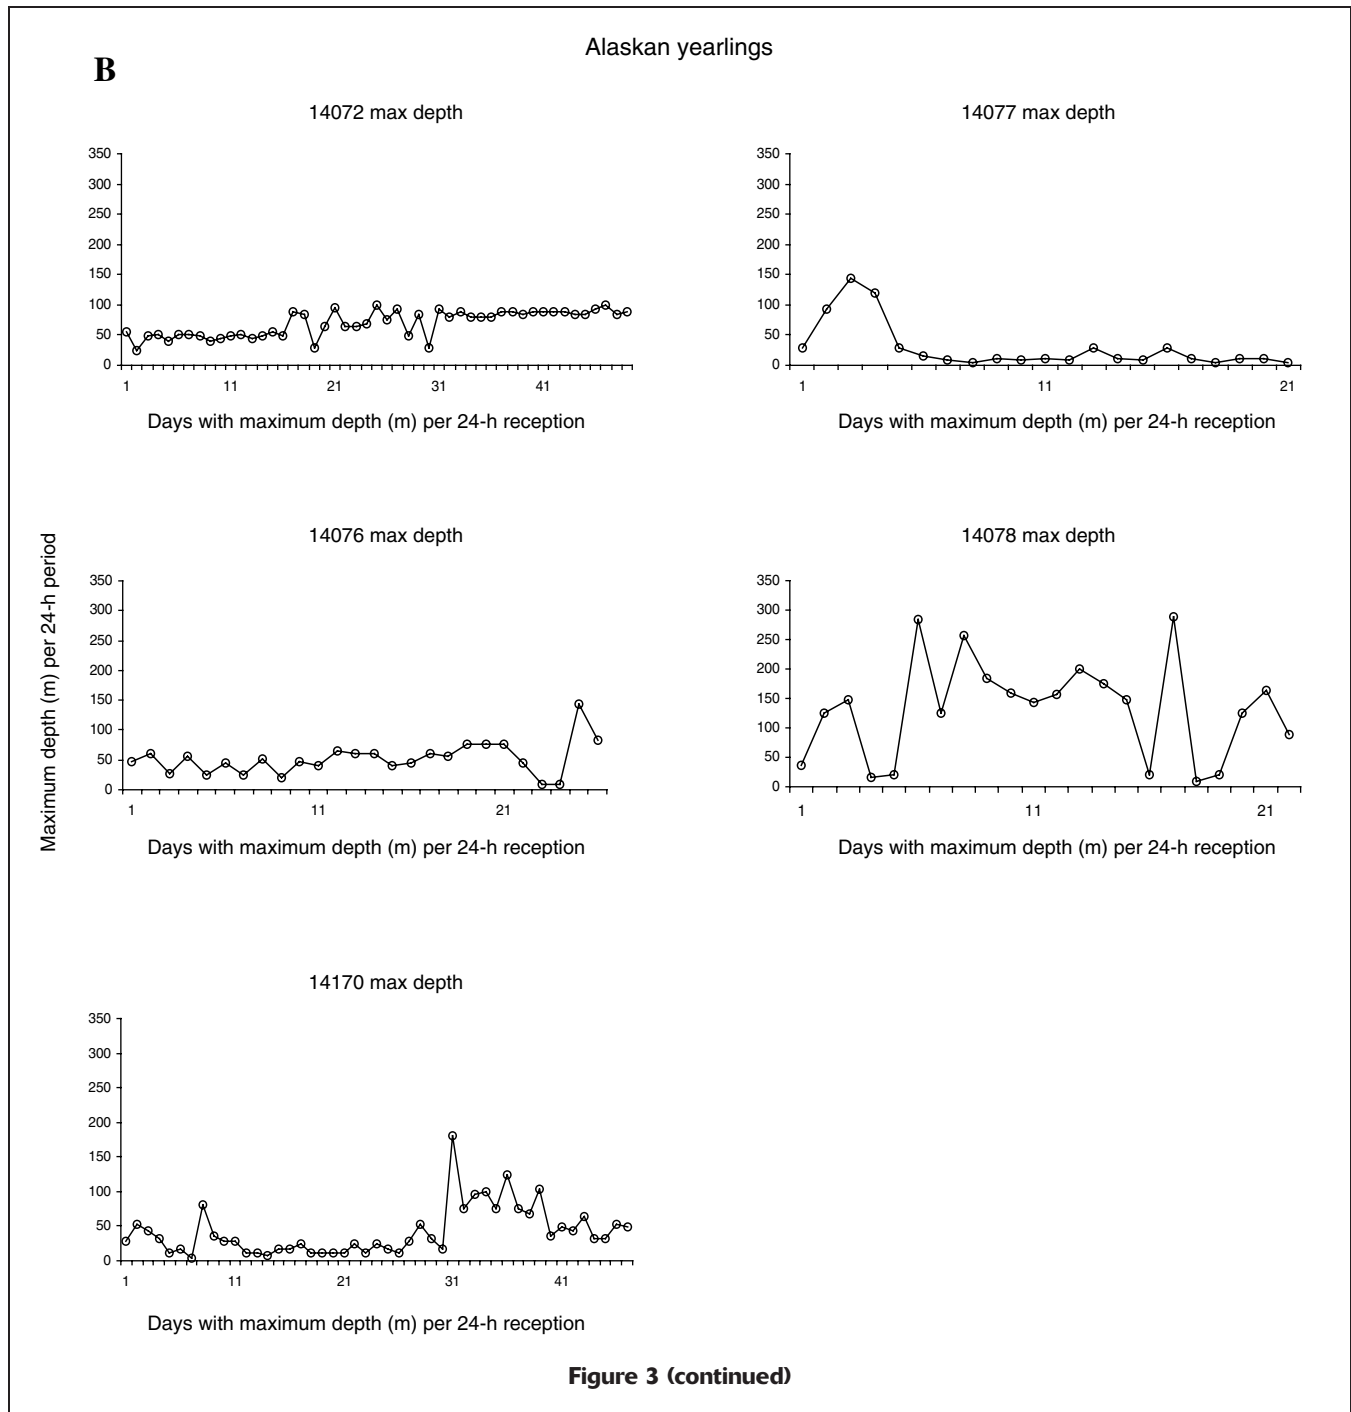 Alaskan yearlings
B
14072 max depth
350
300
250
200
150
100
50
0
1 11 21 31 41
Days with maximum depth (m) per 24-h reception
14077 max depth
350
300
250
200
150
100
50
0
1 11 21
Days with maximum depth (m) per 24-h reception
Maximum depth (m) per 24-h period
14076 max depth
350
300
250
200
150
100
50
0
1 11 21
Days with maximum depth (m) per 24-h reception
14078 max depth
350
300
250
200
150
100
50
0
1 11 21
Days with maximum depth (m) per 24-h reception
14170 max depth
350
300
250
200
150
100
50
0
1 11 21 31 41
Days with maximum depth (m) per 24-h reception
Figure 3 (continued)